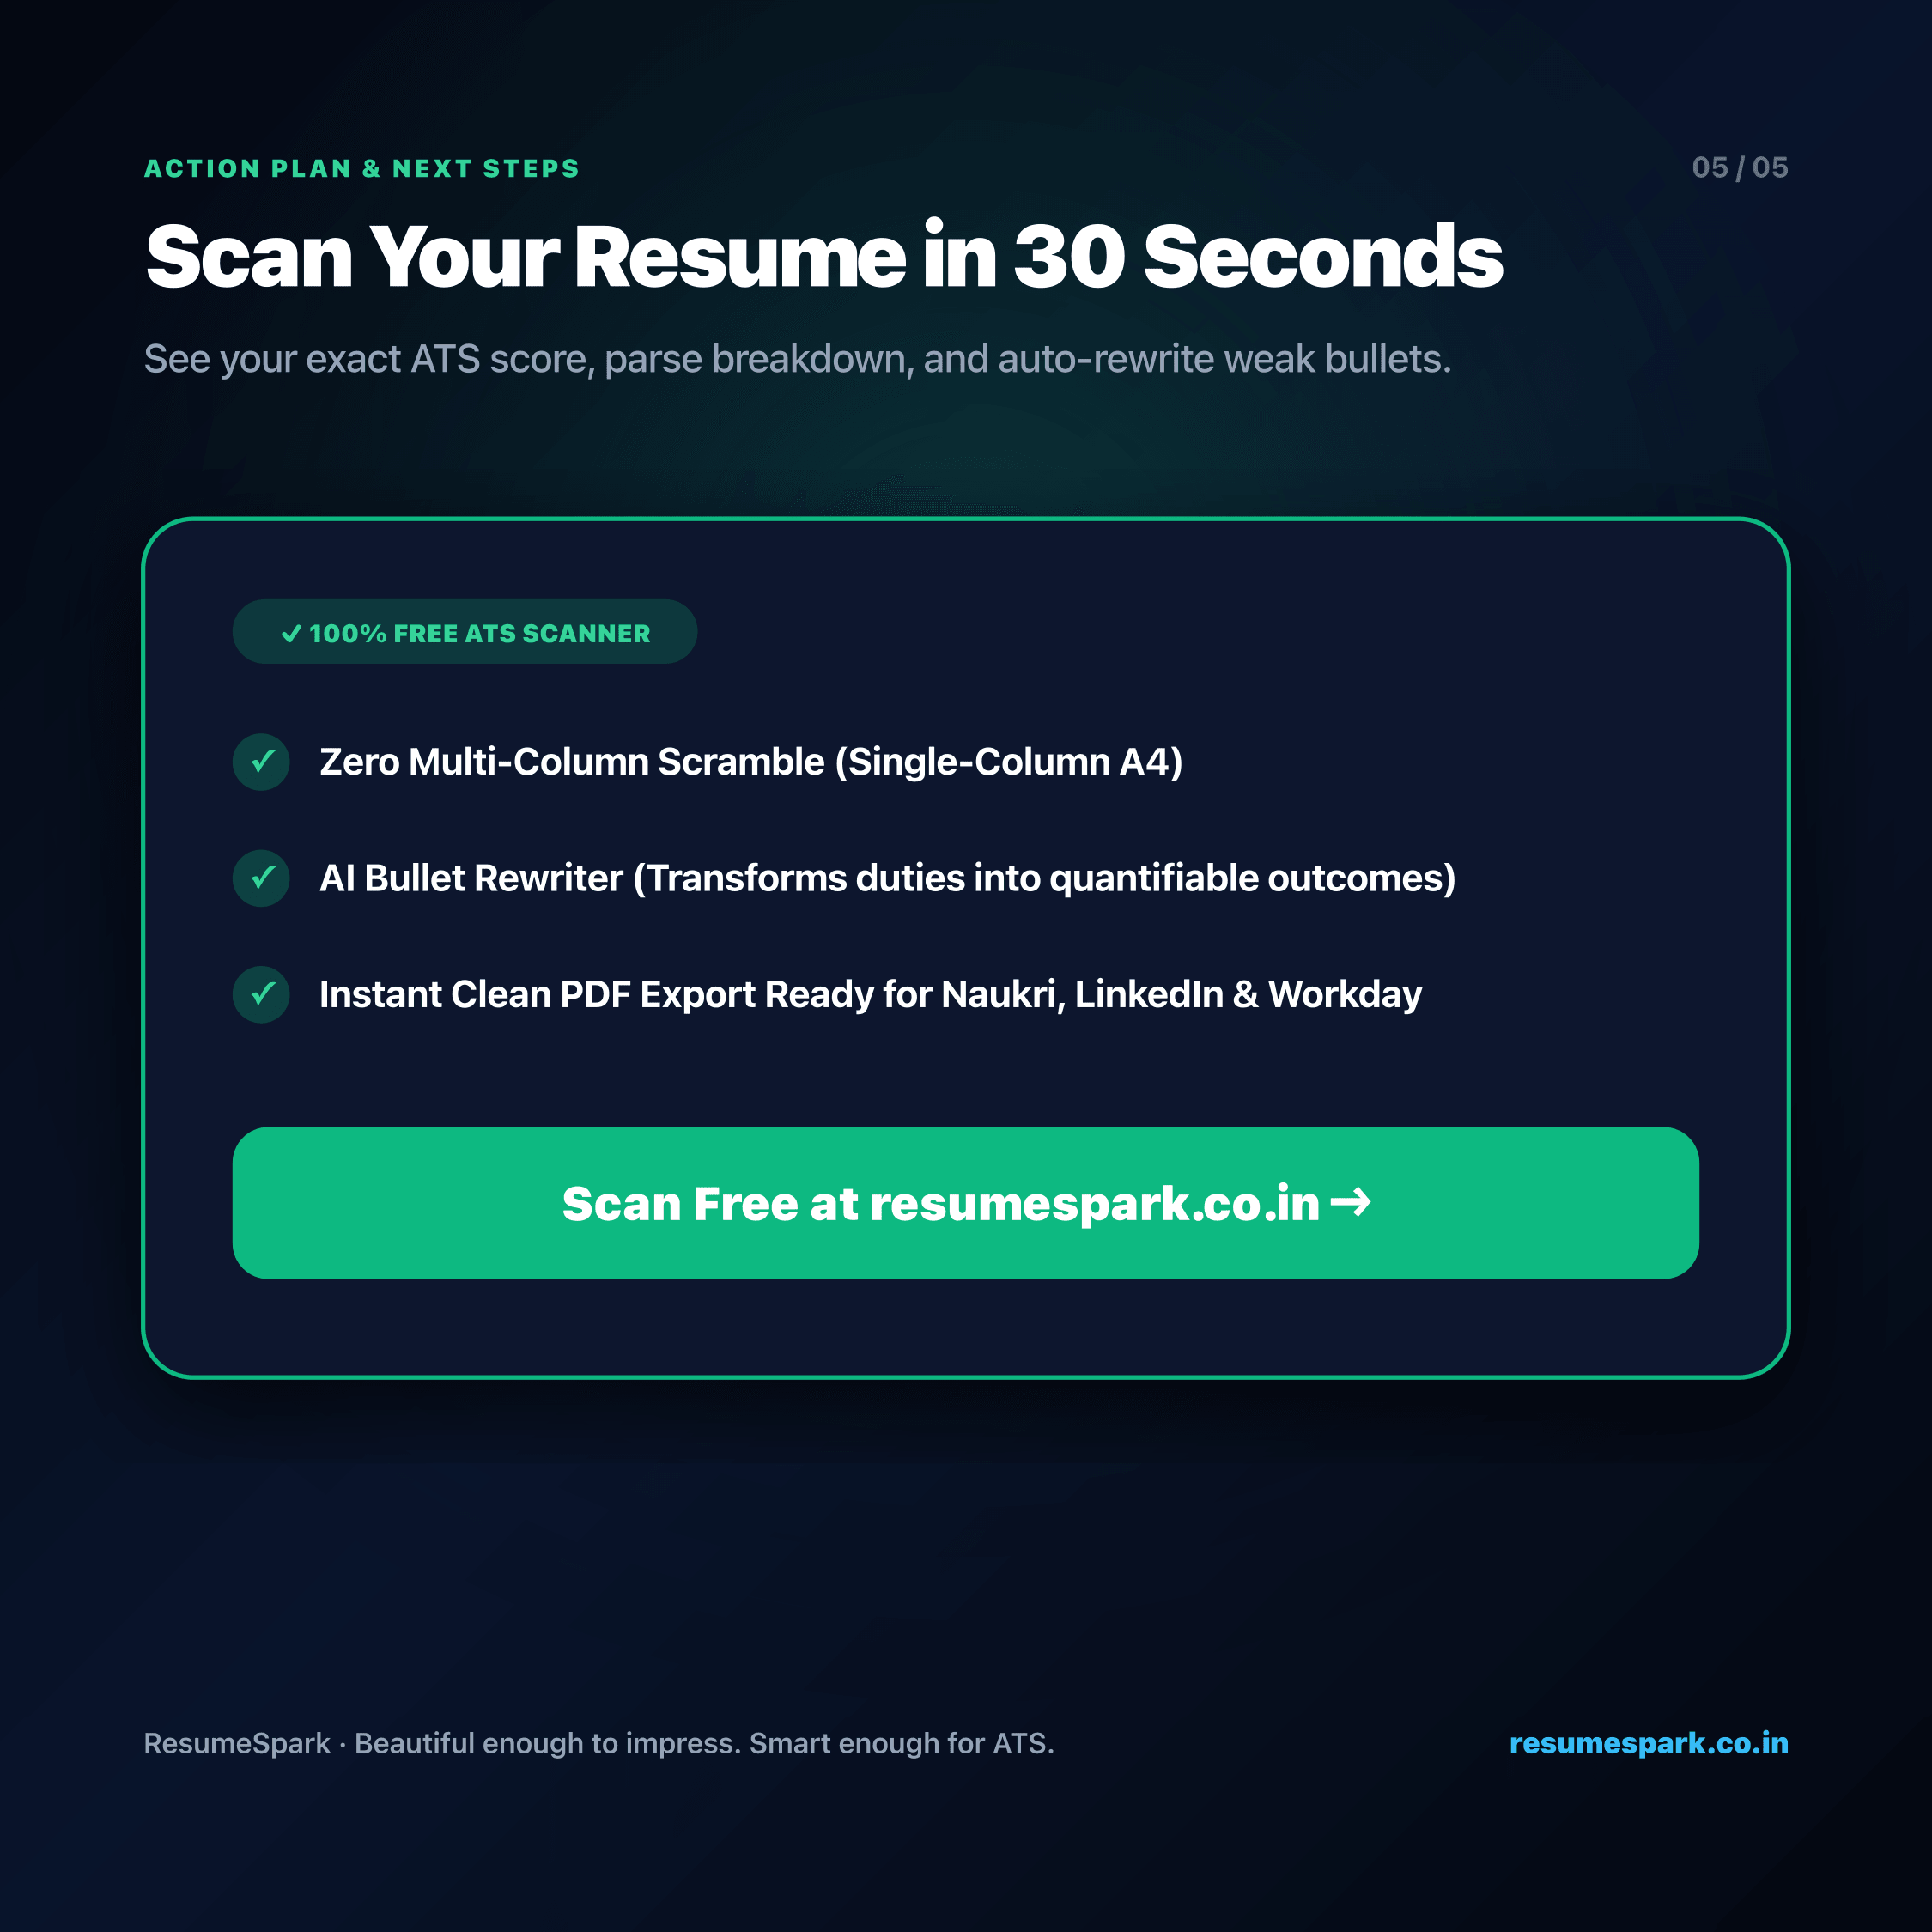 ACTION PLAN & NEXT STEPS
05 / 05
Scan Your Resume in 30 Seconds
See your exact ATS score, parse breakdown, and auto-rewrite weak bullets.
✓ 100% FREE ATS SCANNER
✓ Zero Multi-Column Scramble (Single-Column A4)
✓ AI Bullet Rewriter (Transforms duties into quantifiable outcomes)
✓ Instant Clean PDF Export Ready for Naukri, LinkedIn & Workday
Scan Free at resumespark.co.in →
ResumeSpark · Beautiful enough to impress. Smart enough for ATS.
resumespark.co.in